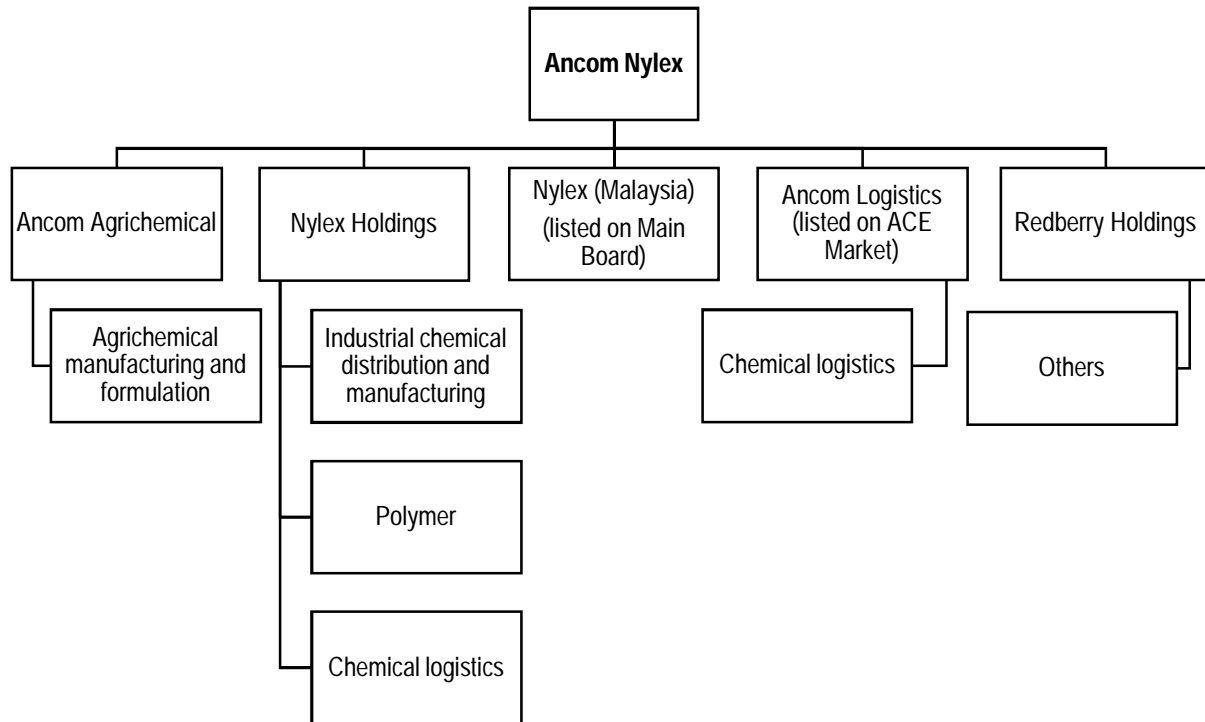 Ancom Nylex
Ancom Agrichemical
Nylex Holdings
Nylex (Malaysia)
(listed on Main
Board)
Ancom Logistics
(listed on ACE
Market)
Redberry Holdings
Agrichemical
manufacturing and
formulation
Industrial chemical
distribution and
manufacturing
Chemical logistics
Others
Polymer
Chemical logistics